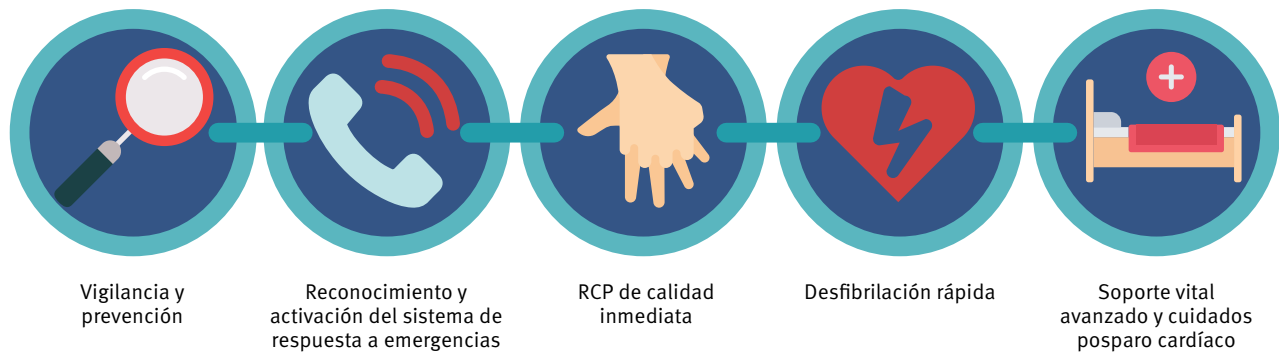 Vigilancia y
prevención
Reconocimiento y
activación del sistema de
respuesta a emergencias
RCP de calidad
inmediata
Desfibrilación rápida
Soporte vital
avanzado y cuidados
posparo cardíaco